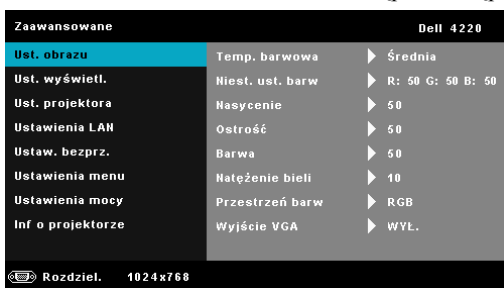 Zaawansowane Dell 4220
Ust. obrazu Temp. barwowa Średnia
Ust. wyświetl. Niest. ust. barw R: 50 G: 50 B: 50
Ust. projektora Nasycenie 50
Ustawienia LAN Ostrość 50
Ustaw. bezprz. Barwa 50
Ustawienia menu Natężenie bieli 10
Ustawienia mocy Przestrzeń barw RGB
Inf o projektorze Wyjście VGA WYŁ.
Rozdziel. 1024x768